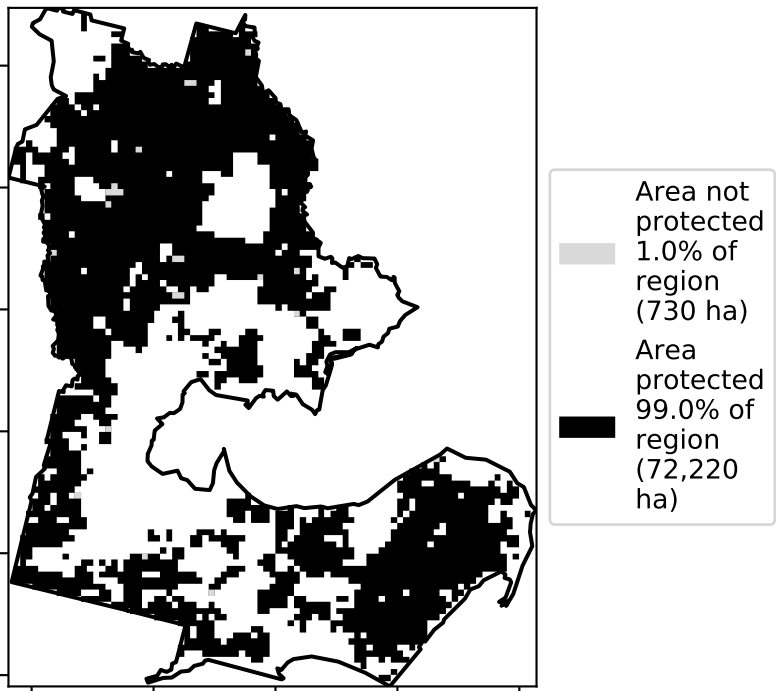 Area not
protected
1.0% of
region
(730 ha)
Area
protected
99.0% of
region
(72,220
ha)